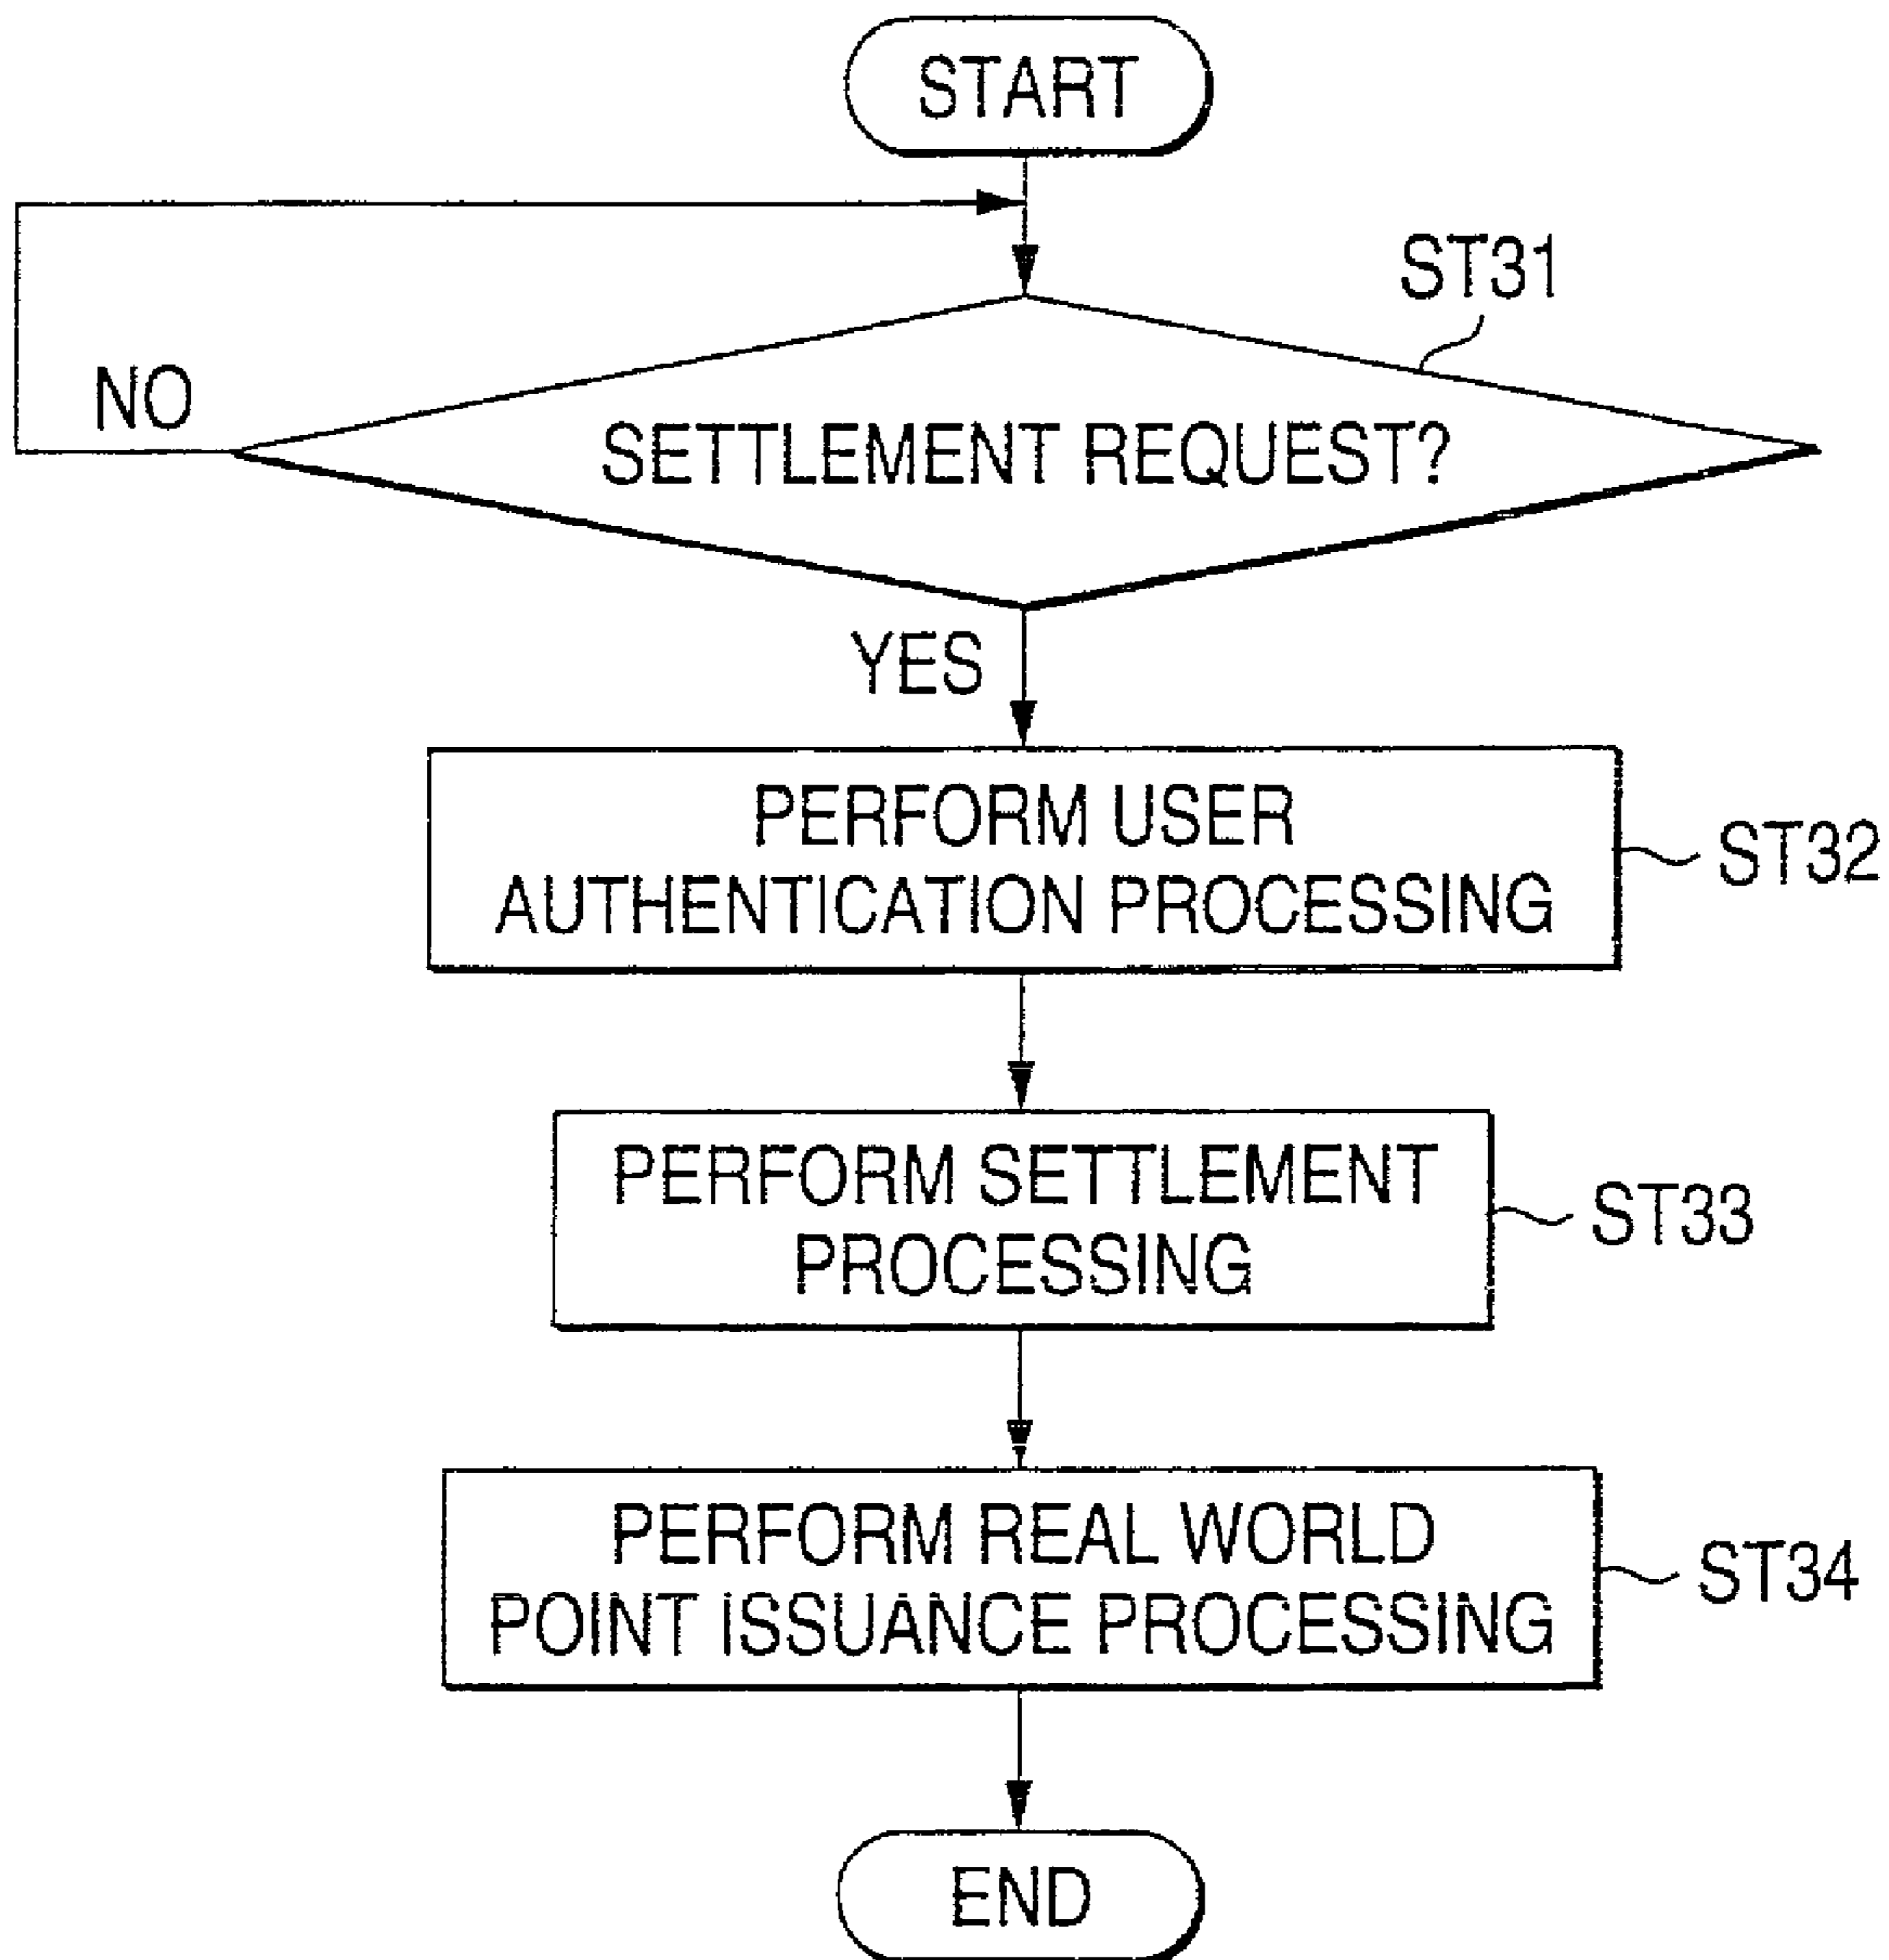 START
ST31
NO
SETTLEMENT REQUEST?
YES
PERFORM USER
AUTHENTICATION PROCESSING
ST32
PERFORM SETTLEMENT
PROCESSING
ST33
PERFORM REAL WORLD
POINT ISSUANCE PROCESSING
ST34
END